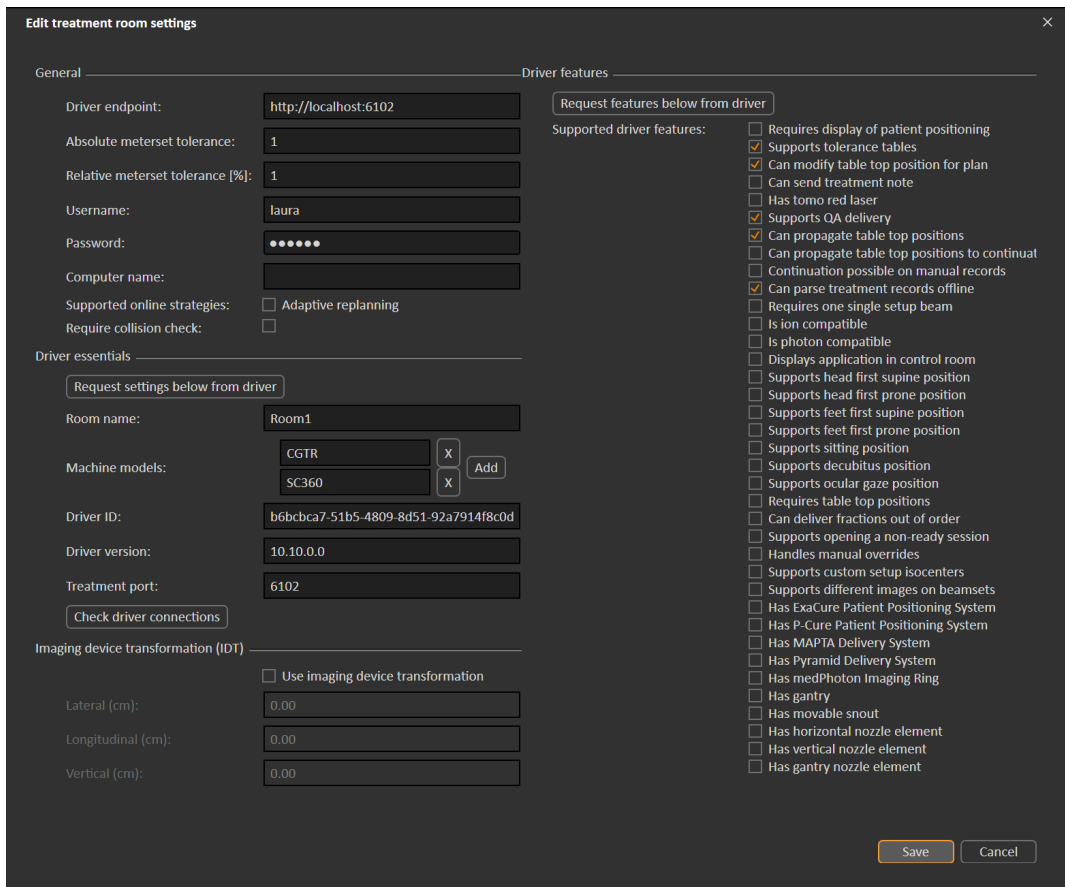 Edit treatment room settings
General
Driver endpoint: http://localhost:6102
Absolute meterset tolerance: 1
Relative meterset tolerance [%]: 1
Username: laura
Password: ●●●●●●
Computer name:
Supported online strategies: Adaptive replanning
Require collision check:
Driver essentials
Request settings below from driver
Room name: Room1
Machine models:
CGTR X
SC360 X
Add
Driver ID: b6bcbca7-51b5-4809-8d51-92a7914f8c0d
Driver version: 10.10.0.0
Treatment port: 6102
Check driver connections
Imaging device transformation (IDT)
Use imaging device transformation
Lateral (cm): 0.00
Longitudinal (cm): 0.00
Vertical (cm): 0.00
Driver features
Request features below from driver
Supported driver features:
Requires display of patient positioning
Supports tolerance tables
Can modify table top position for plan
Can send treatment note
Has tomo red laser
Supports QA delivery
Can propagate table top positions
Can propagate table top positions to continuat
Continuation possible on manual records
Can parse treatment records offline
Requires one single setup beam
Is ion compatible
Is photon compatible
Displays application in control room
Supports head first supine position
Supports head first prone position
Supports feet first supine position
Supports feet first prone position
Supports sitting position
Supports decubitus position
Supports ocular gaze position
Requires table top positions
Can deliver fractions out of order
Supports opening a non-ready session
Handles manual overrides
Supports custom setup isocenters
Supports different images on beamsets
Has ExaCure Patient Positioning System
Has P-Cure Patient Positioning System
Has MAPTA Delivery System
Has Pyramid Delivery System
Has medPhoton Imaging Ring
Has gantry
Has movable snout
Has horizontal nozzle element
Has vertical nozzle element
Has gantry nozzle element
Save
Cancel